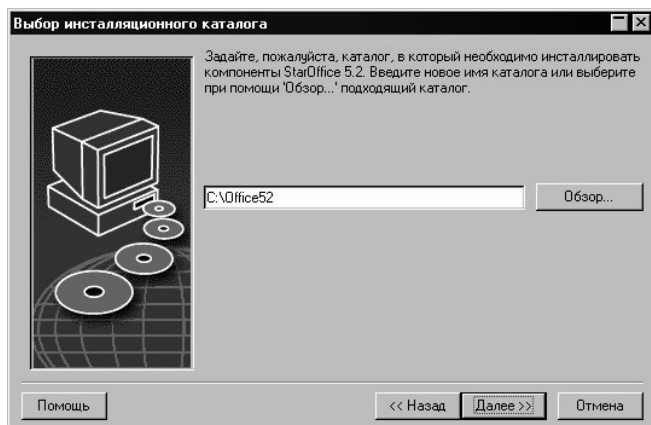 Выбор инсталляционного каталога
Задайте, пожалуйста, каталог, в который необходимо инсталлировать
компоненты StarOffice 5.2. Введите новое имя каталога или выберите
при помощи 'Обзор...' подходящий каталог.
C:\Office52
Обзор...
Помощь
<< Назад
Далее >>
Отмена